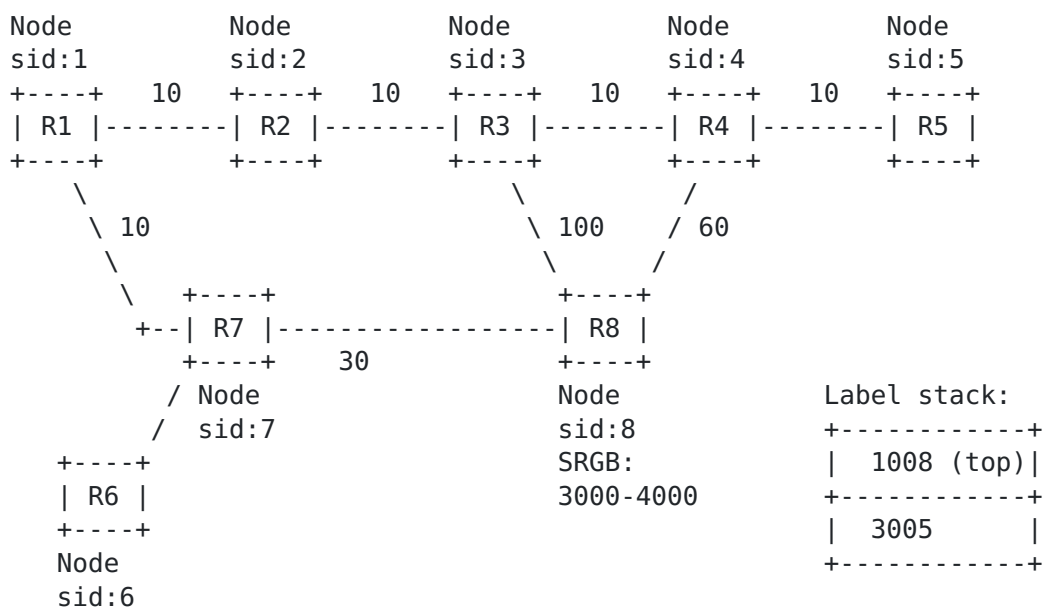 Node Node Node Node Node
sid:1 sid:2 sid:3 sid:4 sid:5
+----+ 10 +----+ 10 +----+ 10 +----+ 10 +----+
| R1 |--------| R2 |--------| R3 |--------| R4 |--------| R5 |
+----+ +----+ +----+ +----+ +----+
\ \ /
\ 10 \ 100 / 60
\ \ /
\ +----+ +----+
+--| R7 |------------------| R8 |
+----+ 30 +----+
/ Node Node Label stack:
/ sid:7 sid:8 +------------+
+----+ SRGB: | 1008 (top)|
| R6 | 3000-4000 +------------+
+----+ | 3005 |
Node +------------+
sid:6